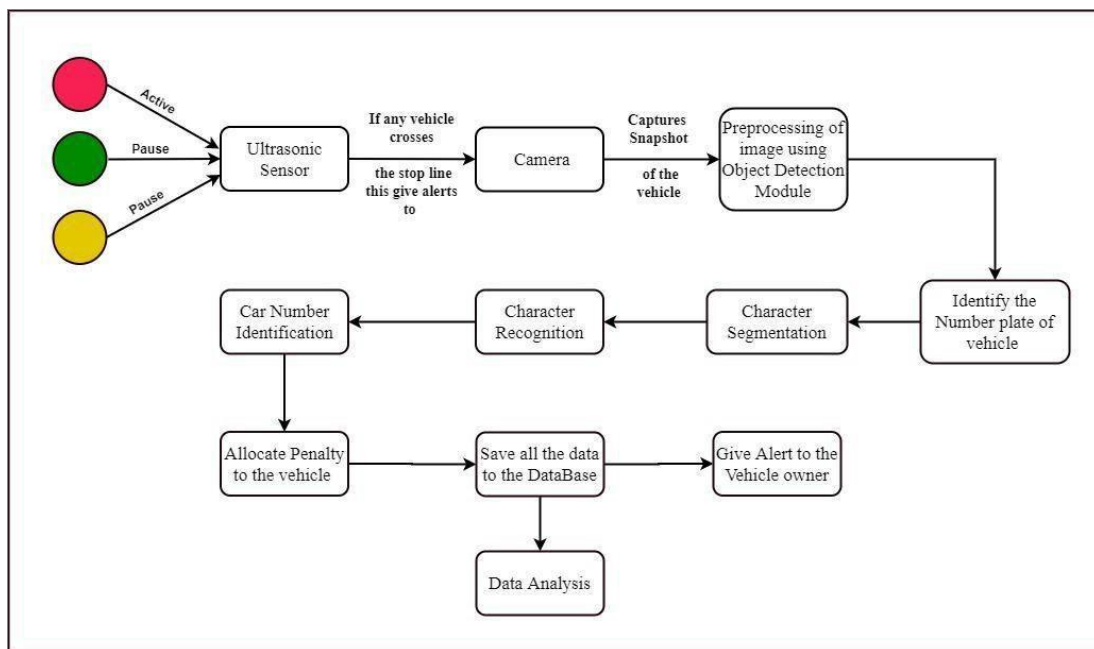 Active
Pause
Pause
Ultrasonic
Sensor
If any vehicle
crosses
the stop line
this give alerts
to
Camera
Captures
Snapshot
of the
vehicle
Preprocessing of
image using
Object Detection
Module
Car Number
Identification
Character
Recognition
Character
Segmentation
Identify the
Number plate of
vehicle
Allocate Penalty
to the vehicle
Save all the data
to the DataBase
Give Alert to the
Vehicle owner
Data Analysis